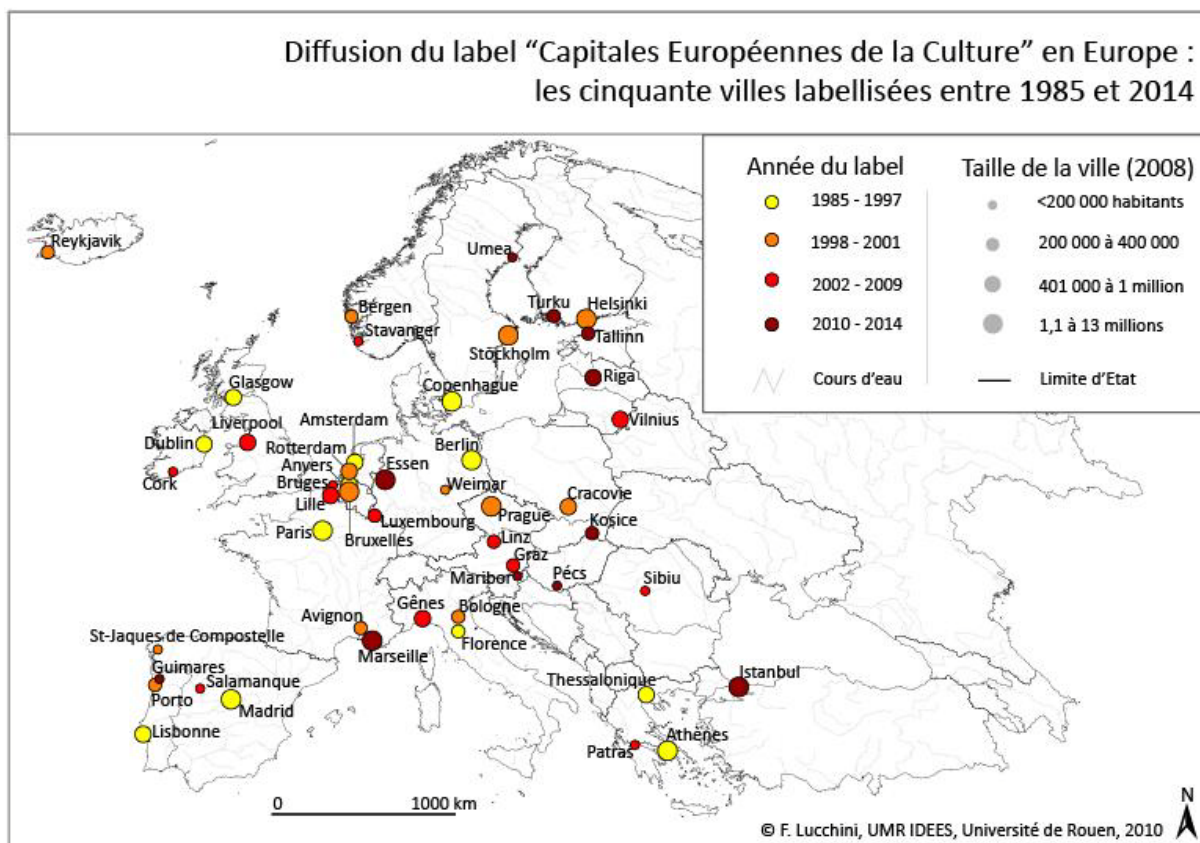 Diffusion du label “Capitales Européennes de la Culture” en Europe :
les cinquante villes labellisées entre 1985 et 2014
Année du label
1985 - 1997
1998 - 2001
2002 - 2009
2010 - 2014
Cours d'eau
Taille de la ville (2008)
<200 000 habitants
200 000 à 400 000
401 000 à 1 million
1,1 à 13 millions
Limite d'Etat
Reykjavik
Umea
Bergen
Stavanger
Turku
Helsinki
Tallinn
Stockholm
Riga
Glasgow
Copenhague
Vilnius
Amsterdam
Liverpool
Dublin
Rotterdam
Berlin
Anvers
Essen
Cork
Bruges
Weimar
Cracovie
Lille
Luxembourg
Prague
Kosice
Paris
Bruxelles
Linz
Graz
Maribor
Pécs
Sibiu
Gênes
Bologne
Avignon
Florence
St-Jaques de Compostelle
Marseille
Guimares
Salamanque
Porto
Madrid
Istanbul
Thessalonique
Lisbonne
Athènes
Patras
0 1000 km
N
© F. Lucchini, UMR IDEES, Université de Rouen, 2010